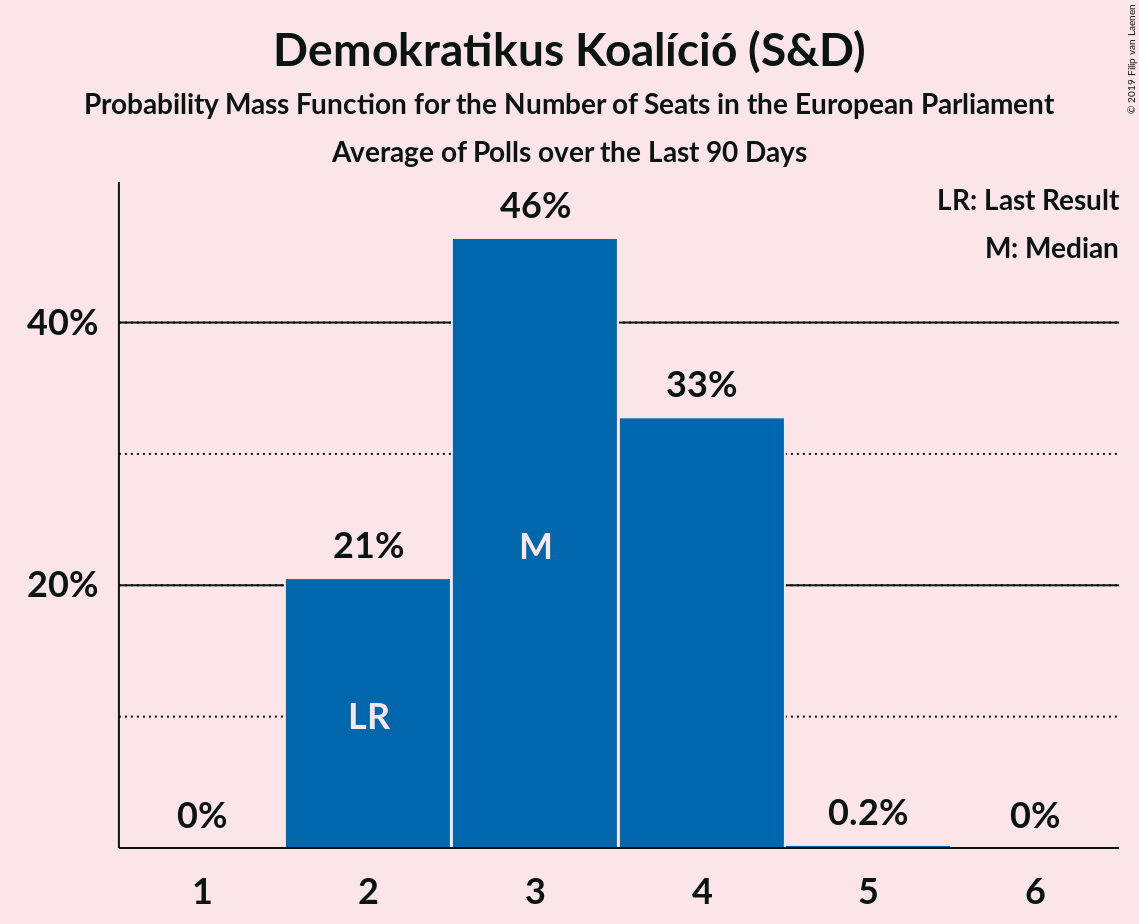 Demokratikus Koalíció (S&D)
Probability Mass Function for the Number of Seats in the European Parliament
Average of Polls over the Last 90 Days
© 2019 Filip van Laenen
LR: Last Result
M: Median
46%
40%
33%
21%
20%
M
LR
0%
0.2%
0%
1 2 3 4 5 6